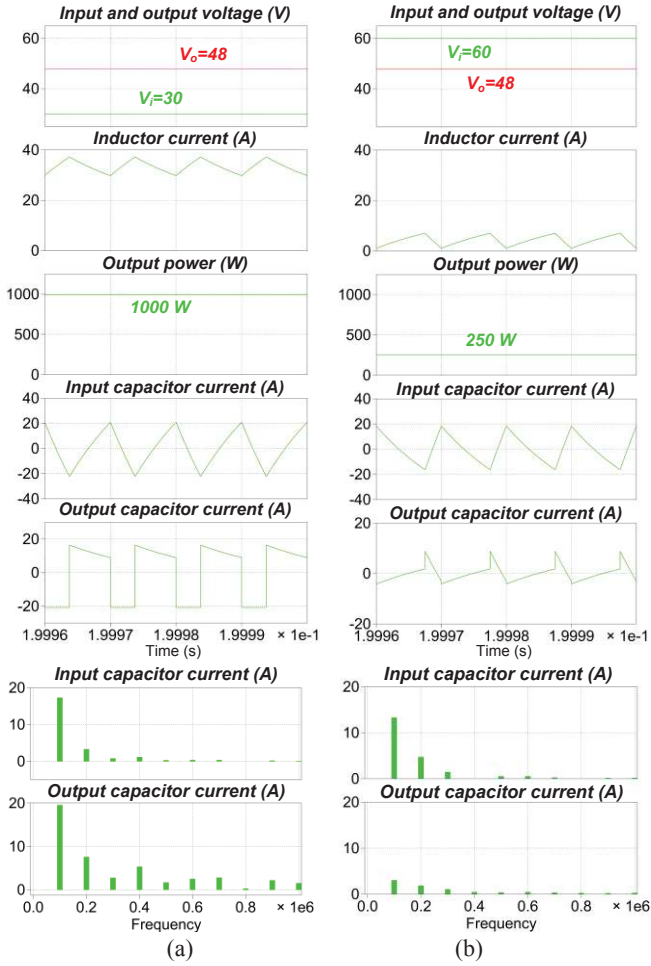 Input and output voltage (V)
60
40
Vo=48
Vi=30
Inductor current (A)
40
20
0
Output power (W)
1000
500
0
1000 W
Input capacitor current (A)
40
20
0
-20
-40
Output capacitor current (A)
0
-20
1.9996 1.9997 1.9998 1.9999 × 1e-1
Time (s)
Input capacitor current (A)
20
10
0
Output capacitor current (A)
20
10
0
0.0 0.2 0.4 0.6 0.8 × 1e6
Frequency
(a)
Input and output voltage (V)
60
40
Vi=60
Vo=48
Inductor current (A)
40
20
0
Output power (W)
1000
500
0
250 W
Input capacitor current (A)
40
20
0
-20
-40
Output capacitor current (A)
20
0
-20
1.9996 1.9997 1.9998 1.9999 × 1e-1
Time (s)
Input capacitor current (A)
20
10
0
Output capacitor current (A)
20
10
0
0.0 0.2 0.4 0.6 0.8 × 1e6
Frequency
(b)